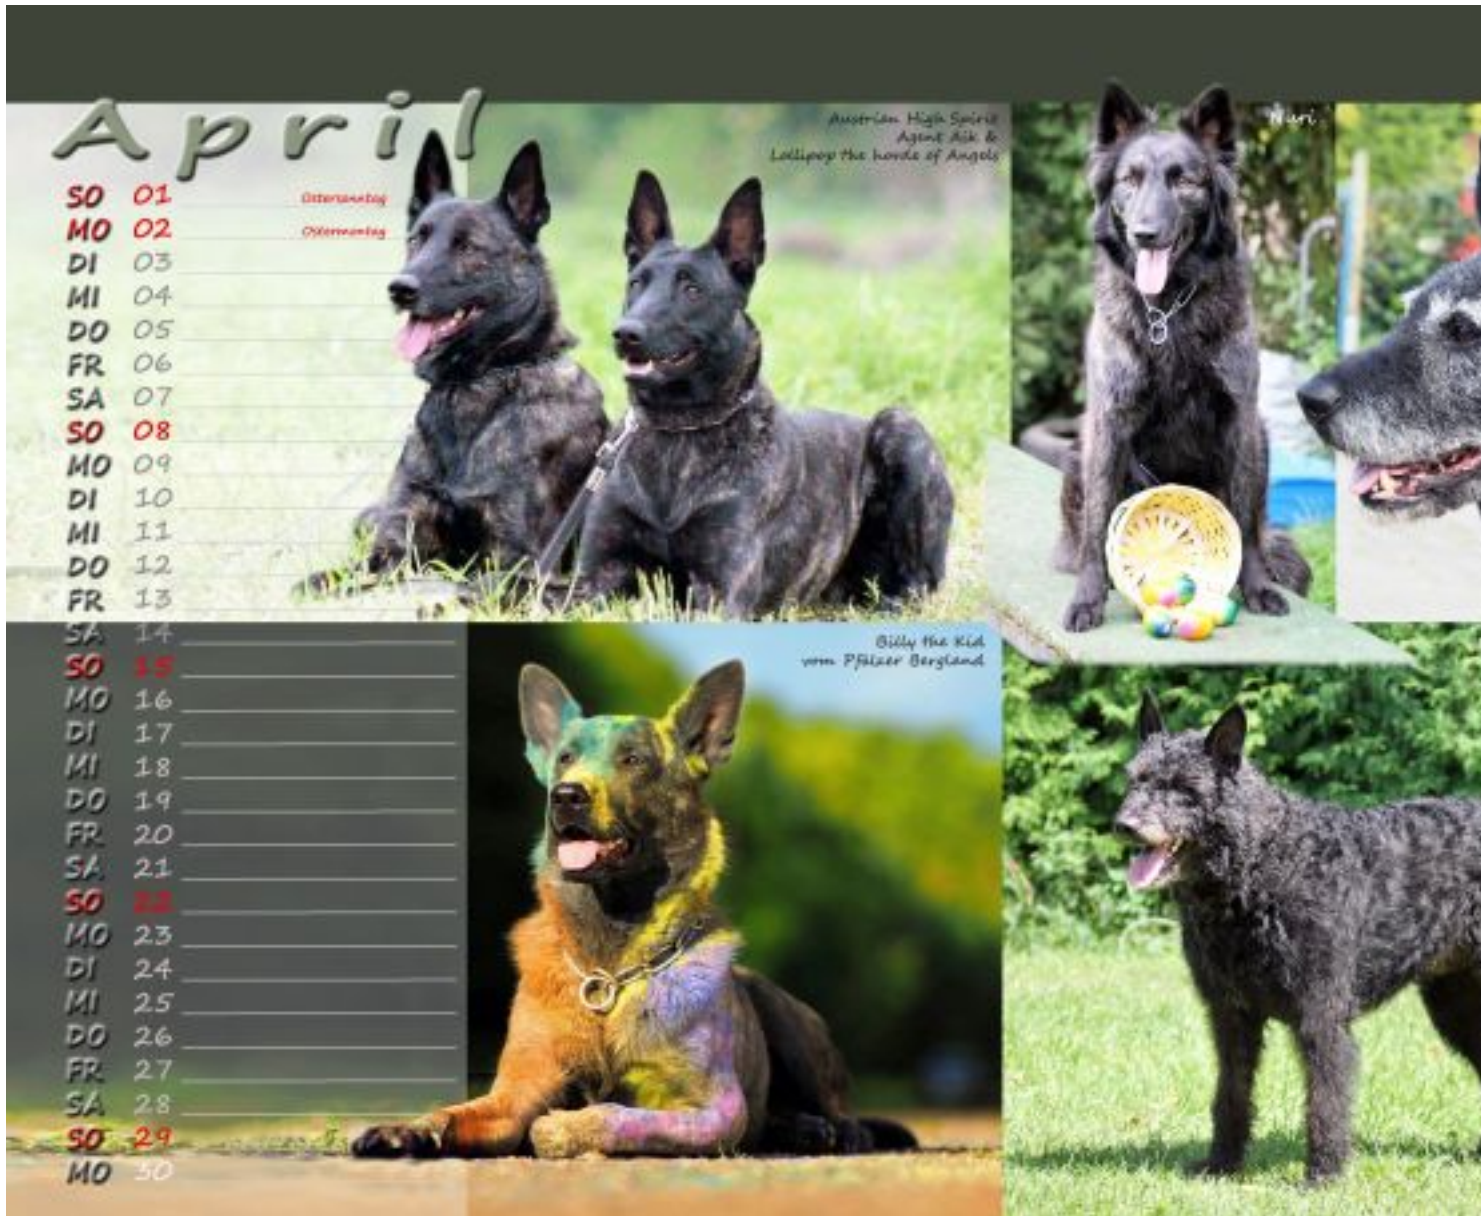 April
SO 01 Ostersonntag
MO 02 Ostermontag
DI 03
MI 04
DO 05
FR 06
SA 07
SO 08
MO 09
DI 10
MI 11
DO 12
FR 13
SA 14
SO 15
MO 16
DI 17
MI 18
DO 19
FR 20
SA 21
SO 22
MO 23
DI 24
MI 25
DO 26
FR 27
SA 28
SO 29
MO 30
Austrian High Spirit
Agent Aik &
Lollipop the horde of Angels
Nuri
Billy the Kid
vom Pfälzer Bergland